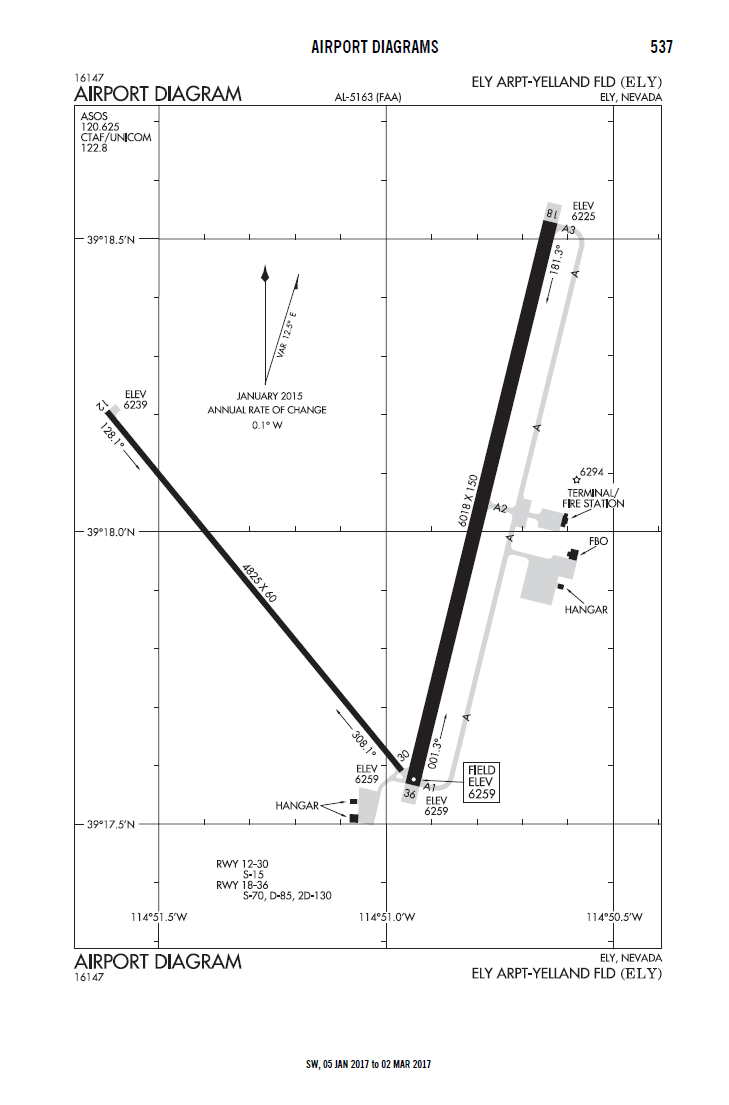 AIRPORT DIAGRAMS
537
16147
AIRPORT DIAGRAM
AL-5163 (FAA)
ELY ARPT-YELLAND FLD (ELY)
ELY, NEVADA
ASOS
120.625
CTAF/UNICOM
122.8
18
ELEV
6225
A3
39°18.5'N
181.3°
A
VAR 12.5° E
JANUARY 2015
ANNUAL RATE OF CHANGE
0.1° W
12
ELEV
6239
128.1°
A
6018 X 150
6294
TERMINAL/
FIRE STATION
A2
39°18.0'N
A
FBO
4825 X 60
HANGAR
A
308.1°
30
001.3°
ELEV
6259
FIELD
ELEV
6259
A1
36
ELEV
6259
HANGAR
39°17.5'N
RWY 12-30
S-15
RWY 18-36
S-70, D-85, 2D-130
114°51.5'W
114°51.0'W
114°50.5'W
AIRPORT DIAGRAM
16147
ELY, NEVADA
ELY ARPT-YELLAND FLD (ELY)
SW, 05 JAN 2017 to 02 MAR 2017